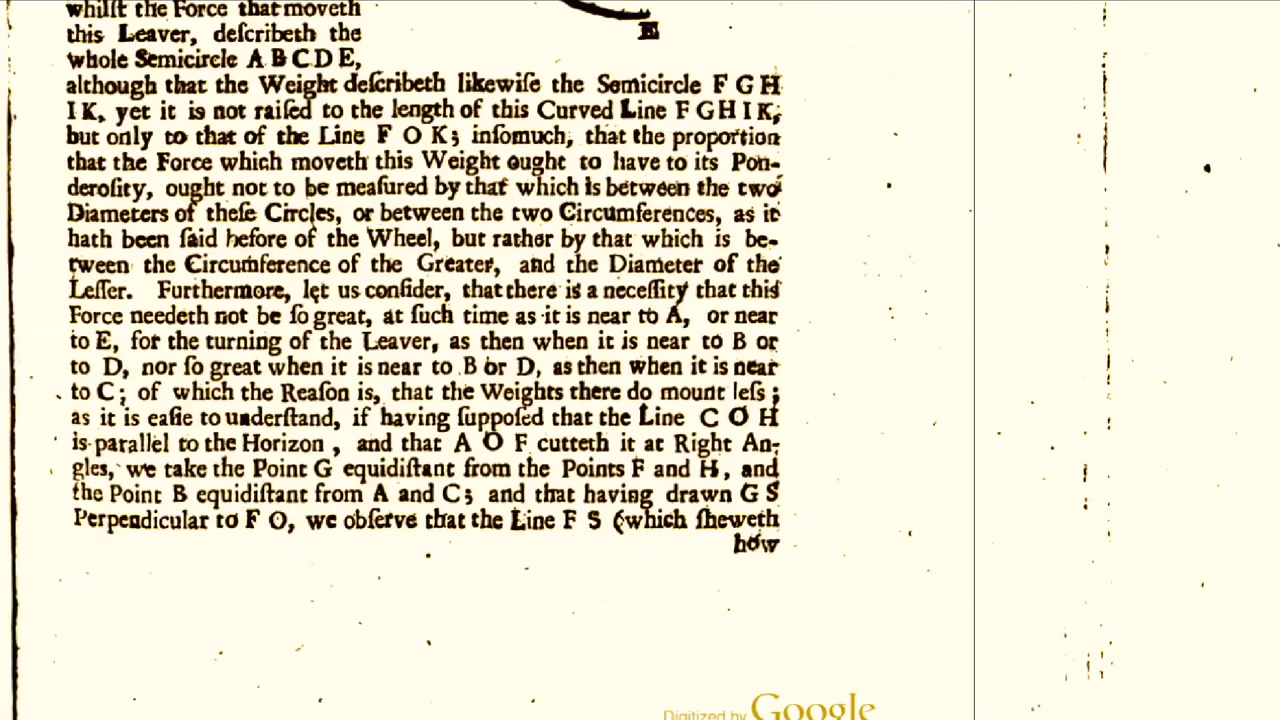 whilſt the Force that moveth
this Leaver, deſcribeth the
whole Semicircle A B C D E,
E
although that the Weight deſcribeth likewiſe the Semicircle F G H
I K, yet it is not raiſed to the length of this Curved Line F G H I K,
but only to that of the Line F O K; inſomuch, that the proportion
that the Force which moveth this Weight ought to have to its Pon-
deroſity, ought not to be meaſured by that which is between the two
Diameters of theſe Circles, or between the two Circumferences, as it
hath been ſaid before of the Wheel, but rather by that which is be-
tween the Circumference of the Greater, and the Diameter of the
Leſſer. Furthermore, let us conſider, that there is a neceſſity that this
Force needeth not be ſo great, at ſuch time as it is near to A, or near
to E, for the turning of the Leaver, as then when it is near to B or
to D, nor ſo great when it is near to B or D, as then when it is near
to C; of which the Reaſon is, that the Weights there do mount leſs;
as it is eaſie to underſtand, if having ſuppoſed that the Line C O H
is parallel to the Horizon, and that A O F cutteth it at Right An-
gles, we take the Point G equidiſtant from the Points F and H, and
the Point B equidiſtant from A and C; and that having drawn G S
Perpendicular to F O, we obſerve that the Line F S (which ſheweth
how
Digitized by Google